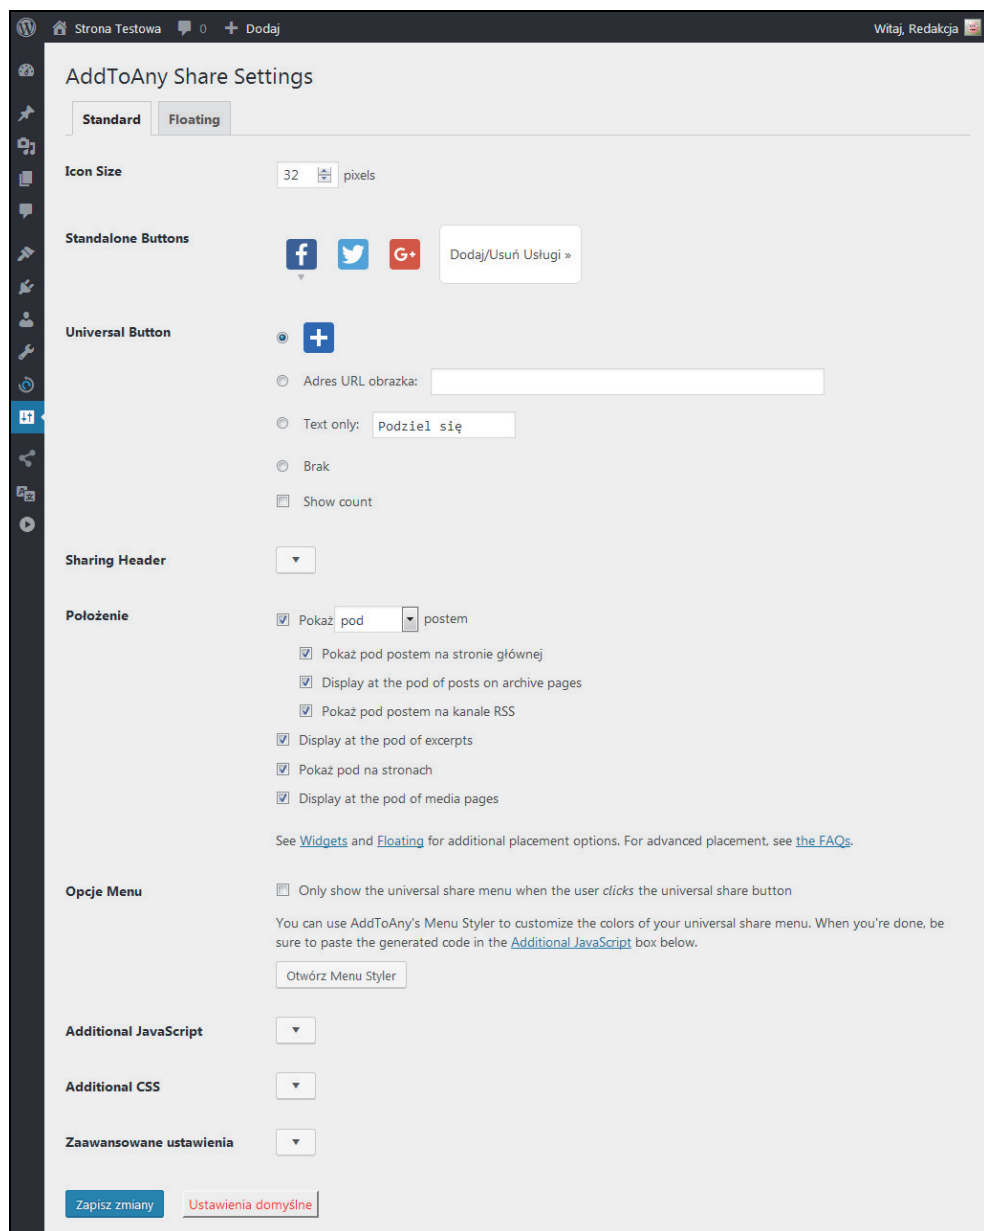 Strona Testowa 0 + Dodaj Witaj, Redakcja
AddToAny Share Settings
Standard Floating
Icon Size 32 pixels
Standalone Buttons f G+ Dodaj/Usuń Usługi »
Universal Button
Adres URL obrazka:
Text only: Podziel się
Brak
Show count
Sharing Header
Położenie Pokaż pod postem
Pokaż pod postem na stronie głównej
Display at the pod of posts on archive pages
Pokaż pod postem na kanale RSS
Display at the pod of excerpts
Pokaż pod na stronach
Display at the pod of media pages
See Widgets and Floating for additional placement options. For advanced placement, see the FAQs.
Opcje Menu Only show the universal share menu when the user clicks the universal share button
You can use AddToAny's Menu Styler to customize the colors of your universal share menu. When you're done, be
sure to paste the generated code in the Additional JavaScript box below.
Otwórz Menu Styler
Additional JavaScript
Additional CSS
Zaawansowane ustawienia
Zapisz zmiany Ustawienia domyślne